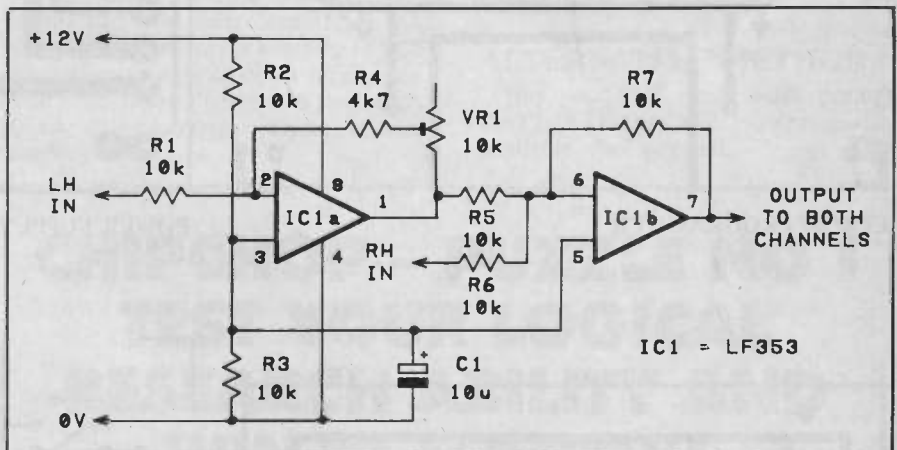 +12V
R2
10k
R4
4k7
VR1
10k
R7
10k
R1
10k
LH
IN
2
8
1
IC1a
3
4
RH
IN
R5
10k
R6
10k
6
7
IC1b
5
OUTPUT
TO BOTH
CHANNELS
R3
10k
+
C1
10u
IC1 = LF353
0V